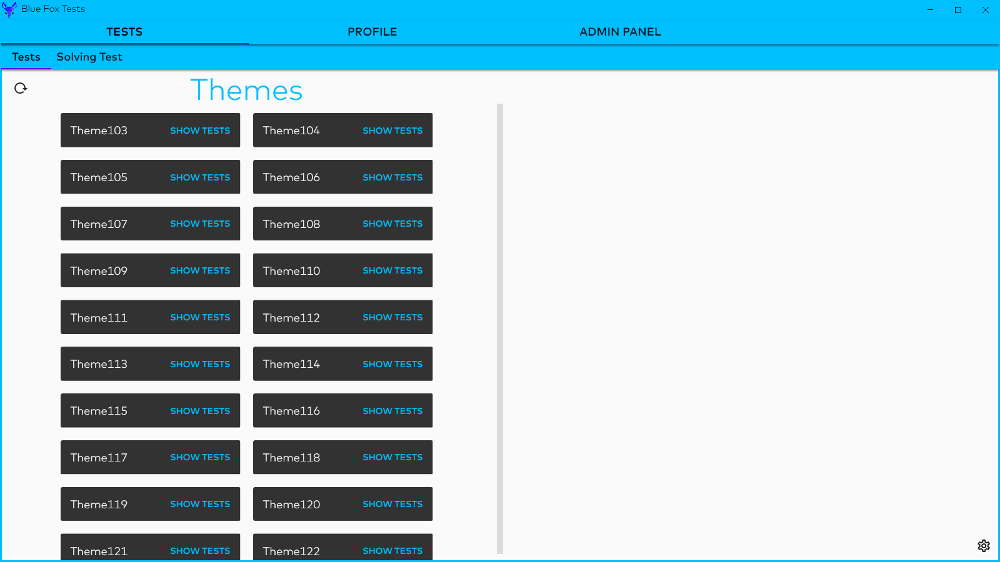 Blue Fox Tests
TESTS PROFILE ADMIN PANEL
Tests Solving Test
Themes
Theme103 SHOW TESTS Theme104 SHOW TESTS
Theme105 SHOW TESTS Theme106 SHOW TESTS
Theme107 SHOW TESTS Theme108 SHOW TESTS
Theme109 SHOW TESTS Theme110 SHOW TESTS
Theme111 SHOW TESTS Theme112 SHOW TESTS
Theme113 SHOW TESTS Theme114 SHOW TESTS
Theme115 SHOW TESTS Theme116 SHOW TESTS
Theme117 SHOW TESTS Theme118 SHOW TESTS
Theme119 SHOW TESTS Theme120 SHOW TESTS
Theme121 SHOW TESTS Theme122 SHOW TESTS